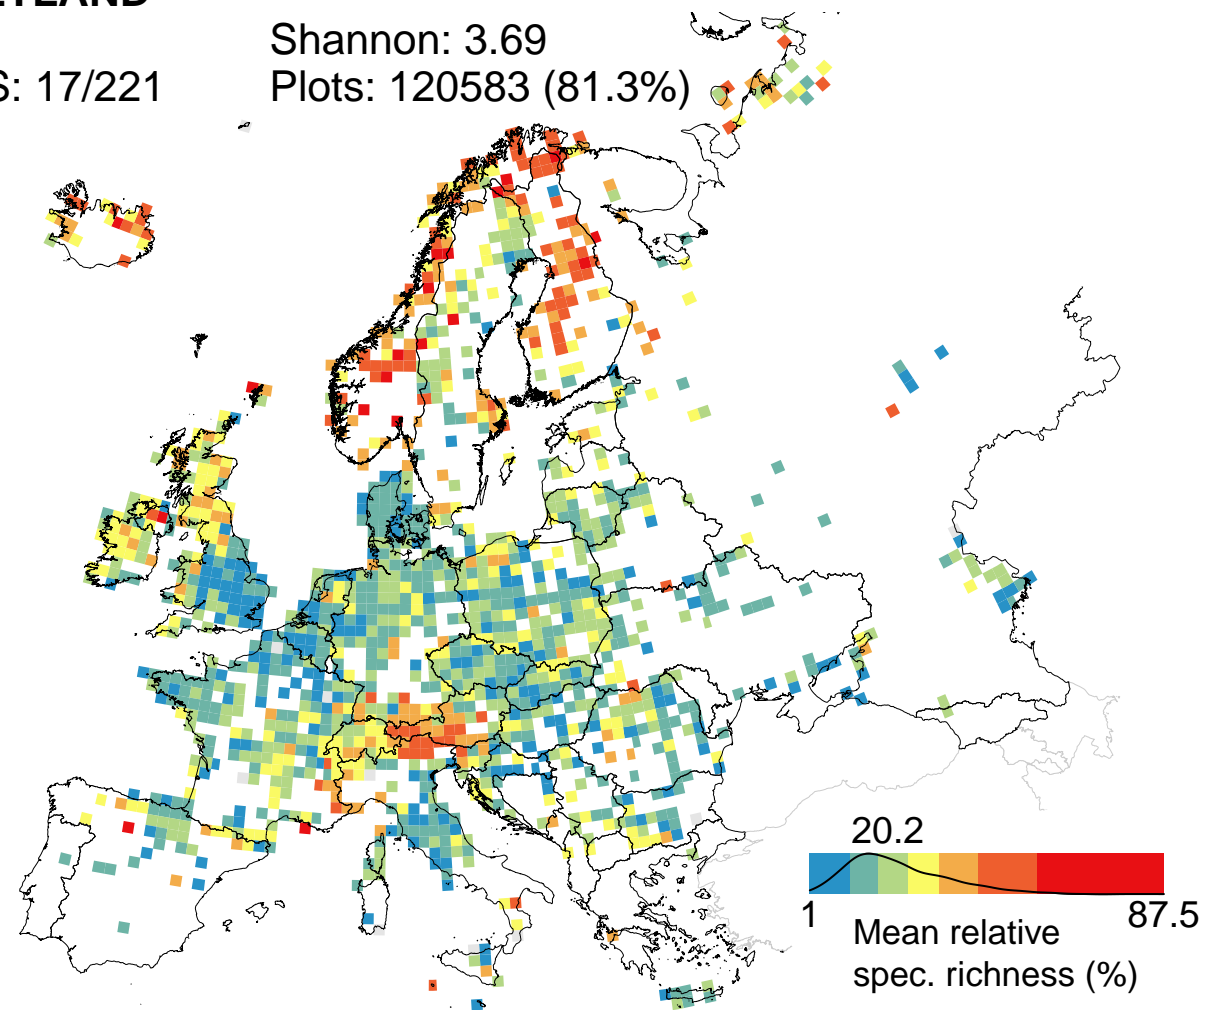 Shannon: 3.69
S: 17/221
Plots: 120583 (81.3%)
20.2
1
87.5
Mean relative
spec. richness (%)